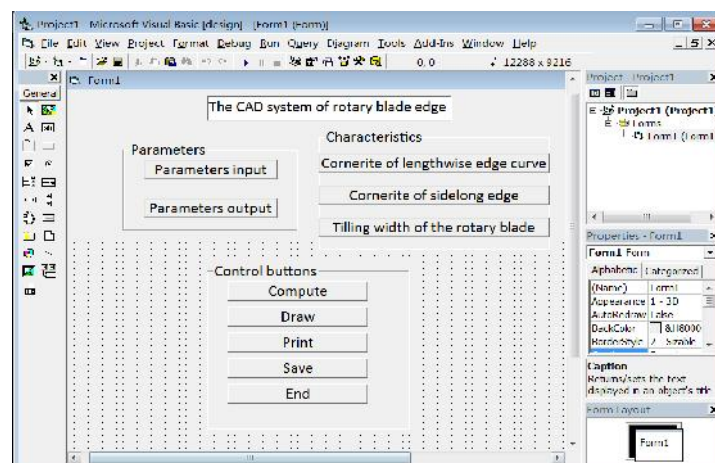 Project1 - Microsoft Visual Basic [design] - [Form1 (Form)]
File Edit View Project Format Debug Run Query Diagram Tools Add-Ins Window Help
0, 0 12288 x 9216
General
Form1
The CAD system of rotary blade edge
Parameters
Parameters input
Parameters output
Characteristics
Cornerite of lengthwise edge curve
Cornerite of sidelong edge
Tilling width of the rotary blade
Control buttons
Compute
Draw
Print
Save
End
Project - Project1
Project1 (Project1
Forms
Form1 (Form1
Properties - Form1
Form1 Form
Alphabetic Categorized
(Name) Form1
Appearance 1 - 3D
AutoRedraw False
BackColor &H8000
BorderStyle 2 - Sizable
Caption
Returns/sets the text
displayed in an object's title
Form Layout
Form1